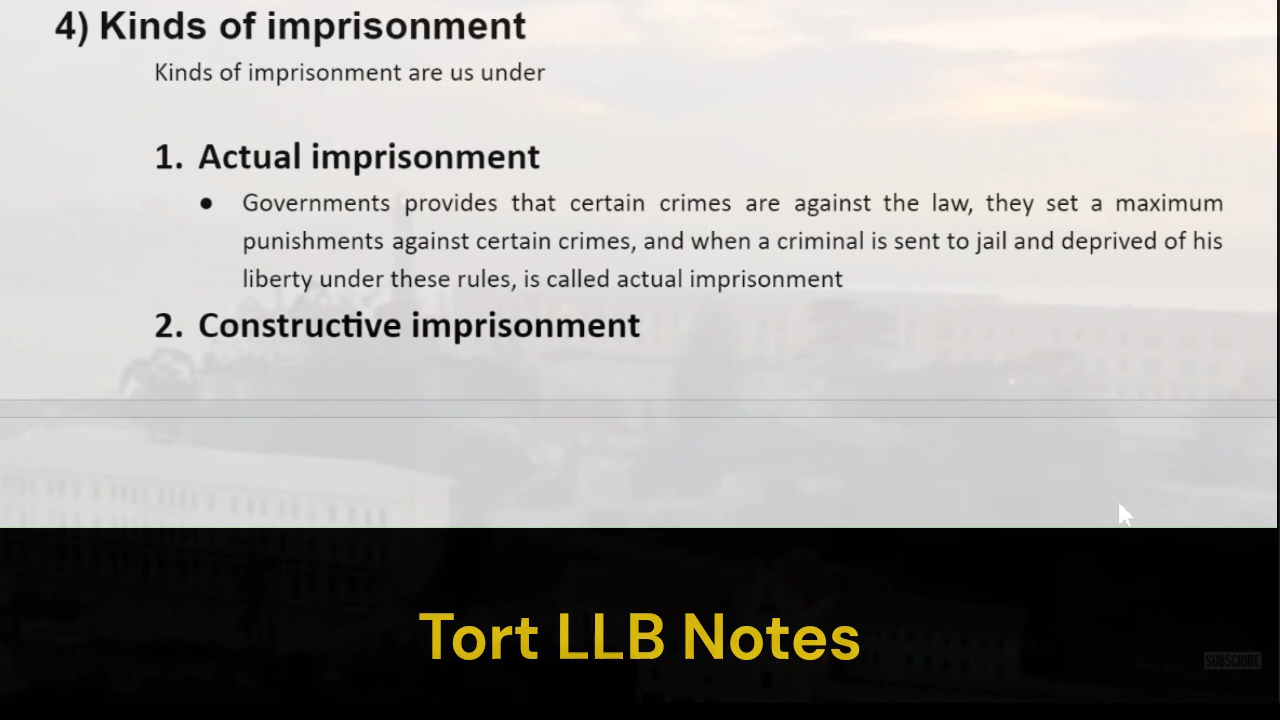 4) Kinds of imprisonment
Kinds of imprisonment are us under
1. Actual imprisonment
● Governments provides that certain crimes are against the law, they set a maximum
punishments against certain crimes, and when a criminal is sent to jail and deprived of his
liberty under these rules, is called actual imprisonment
2. Constructive imprisonment
Tort LLB Notes
SUBSCRIBE